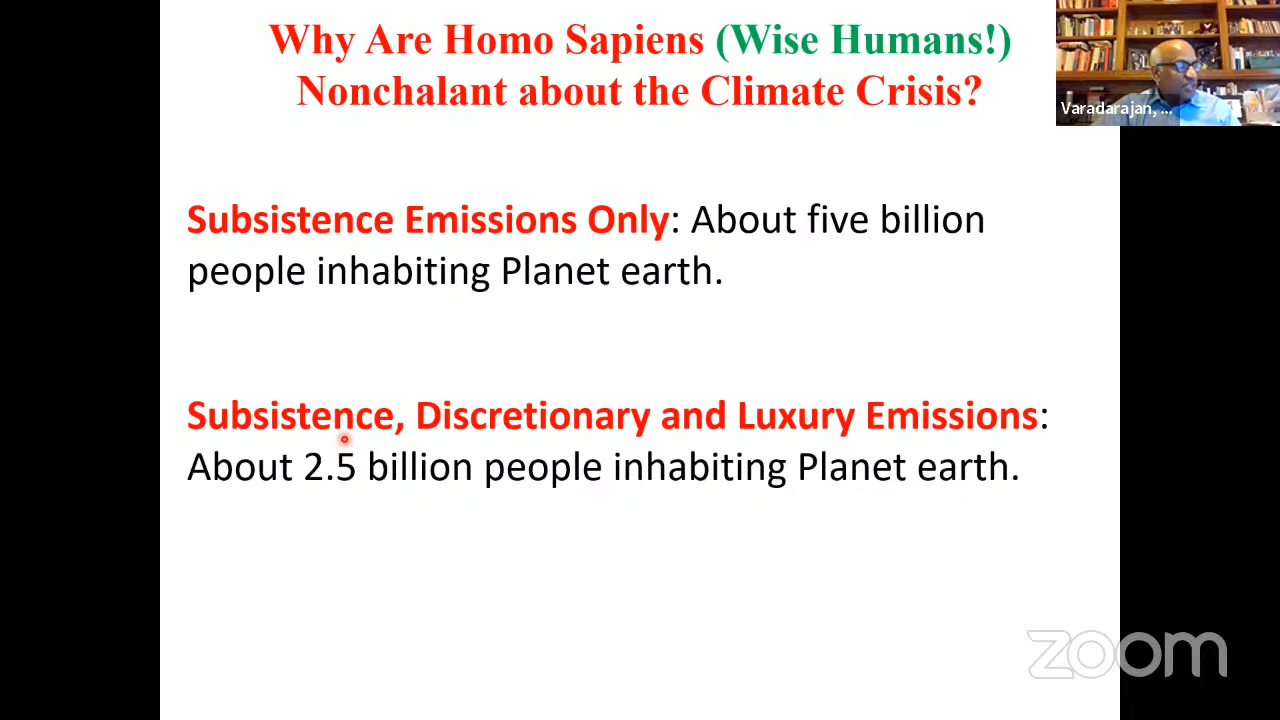 Why Are Homo Sapiens (Wise Humans!)
Nonchalant about the Climate Crisis?
Varadarajan, ...
Subsistence Emissions Only: About five billion
people inhabiting Planet earth.
Subsistence, Discretionary and Luxury Emissions:
About 2.5 billion people inhabiting Planet earth.
zoom